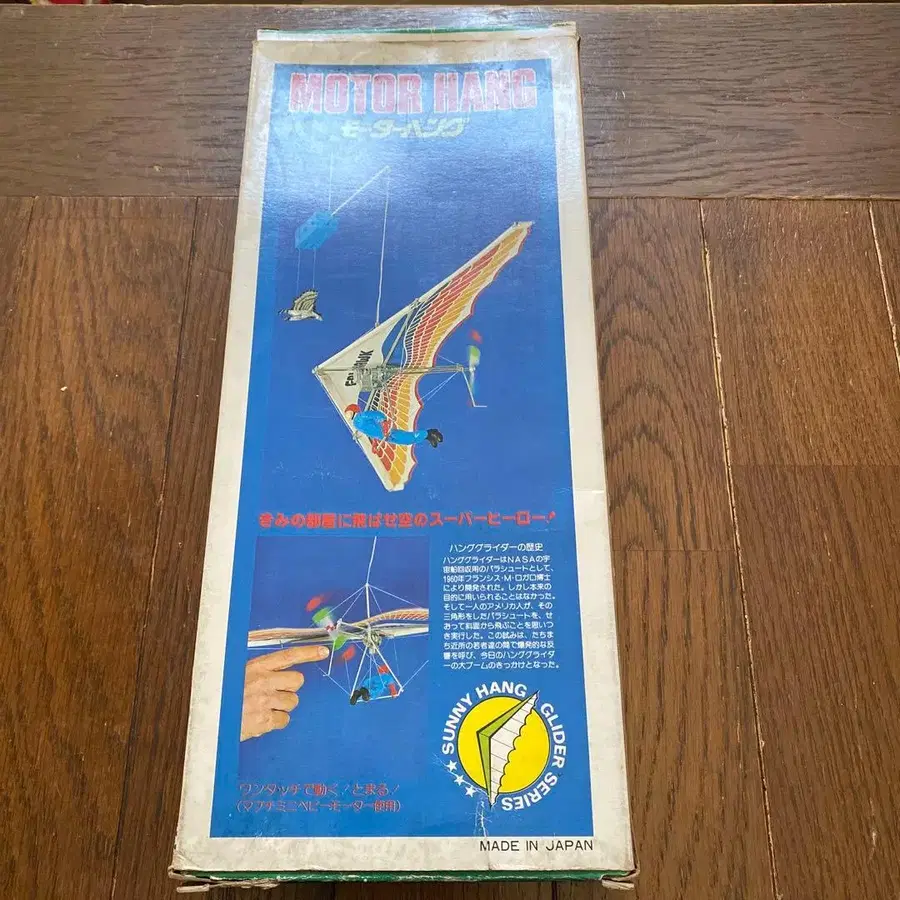 MOTOR HANG
モーターハング
きみの部屋に飛ばせ空のスーパーヒーロー!
ハンググライダーの歴史
ハンググライダーはNASAの宇
宙船回収用のパラシュートとして、
1960年フランシス・M・ロガロ博士
により開発された。しかし本来の
目的に用いられることはなかった。
そして一人のアメリカ人が、その
三角形をしたパラシュートを、せ
おって斜面から飛ぶことを思いつ
き実行した。この試みは、たちま
ち近所の若者達の間で爆発的な反
響を呼び、今日のハンググライダー
の大ブームのきっかけとなった。
SUNNY HANG GLIDER SERIES
ワンタッチで動く!とまる!
(マブチミニベビーモーター使用)
MADE IN JAPAN